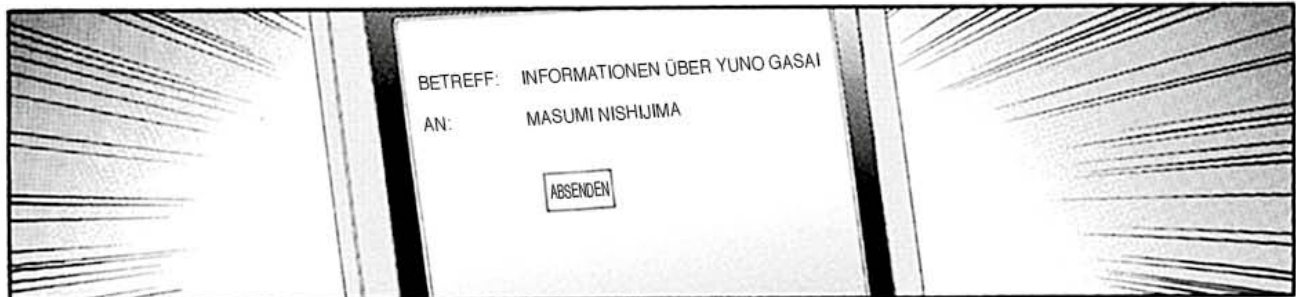 BETREFF: INFORMATIONEN ÜBER YUNO GASAI
AN: MASUMI NISHIJIMA
ABSENDEN